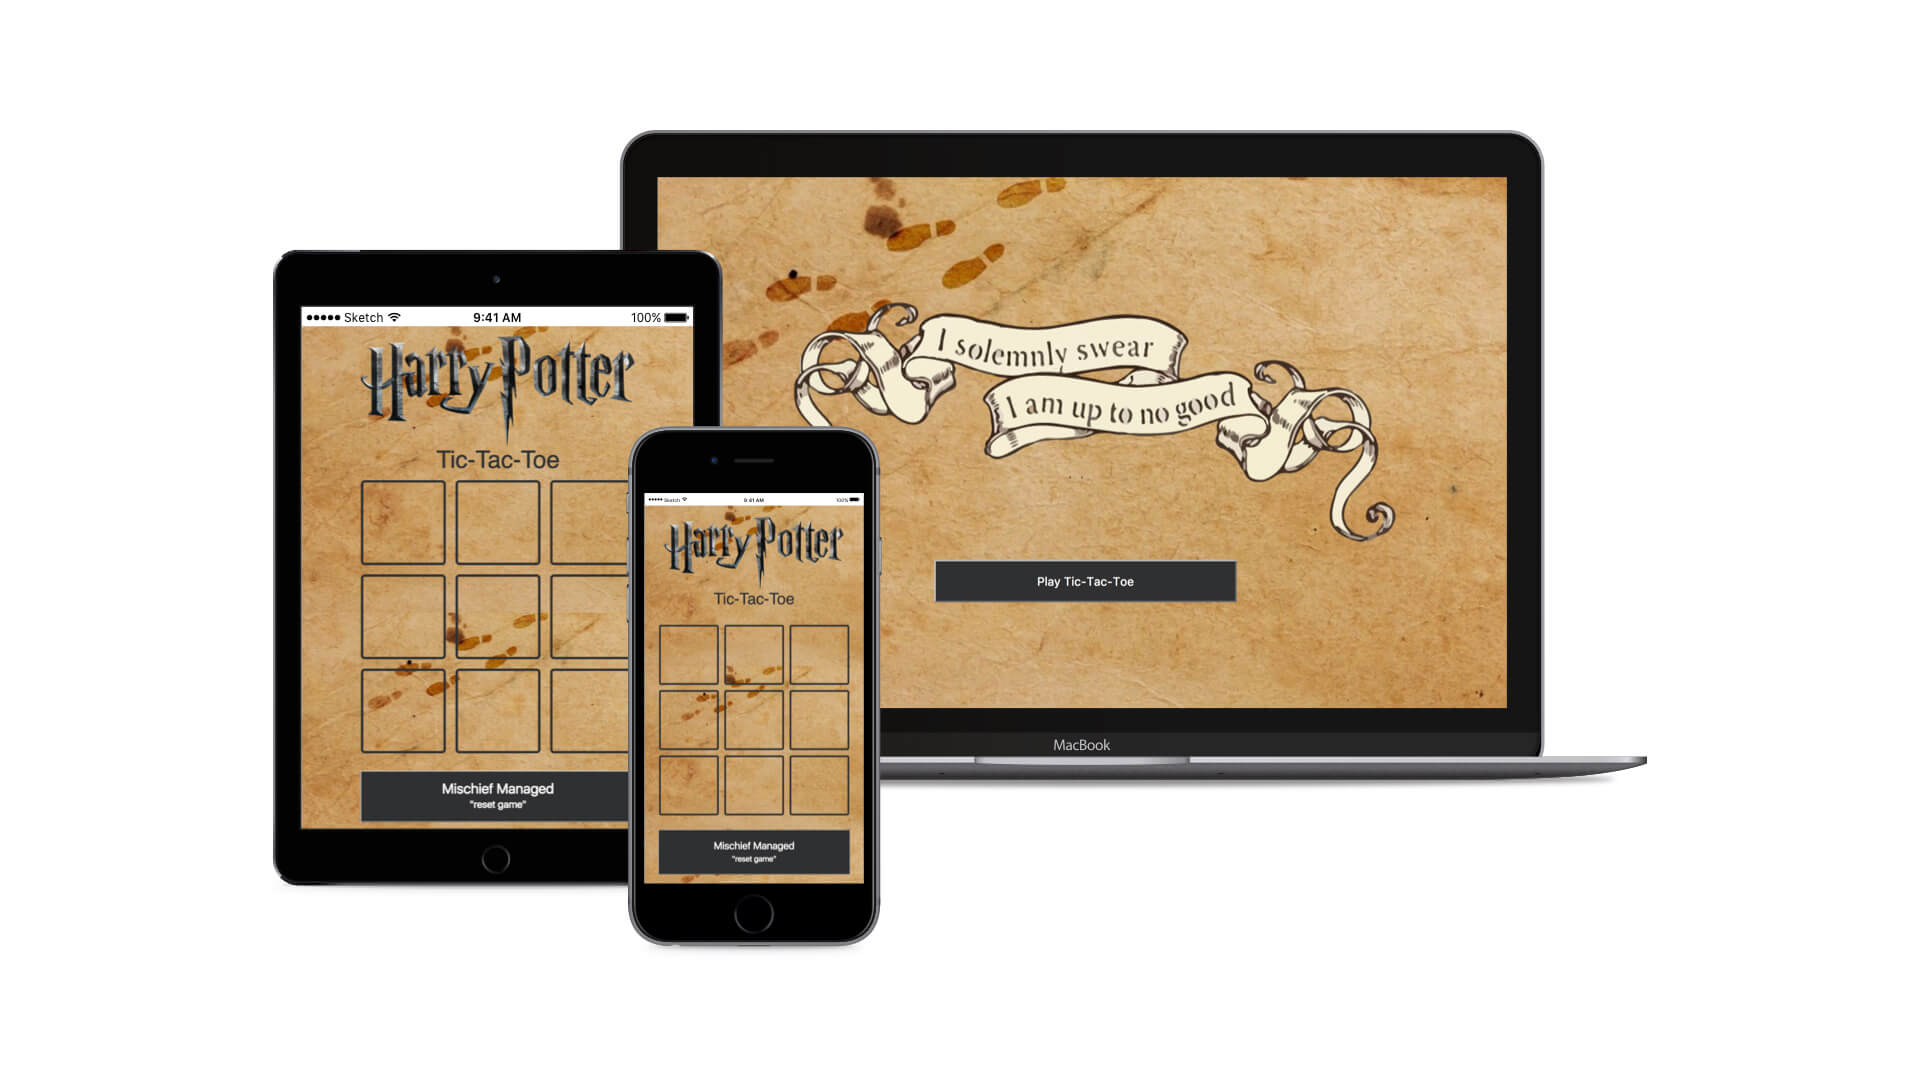 ●●●●● Sketch 9:41 AM 100%
Harry Potter
Tic-Tac-Toe
Mischief Managed
"reset game"
●●●●● Sketch 9:41 AM 100%
Harry Potter
Tic-Tac-Toe
Mischief Managed
"reset game"
I solemnly swear
I am up to no good
Play Tic-Tac-Toe
MacBook